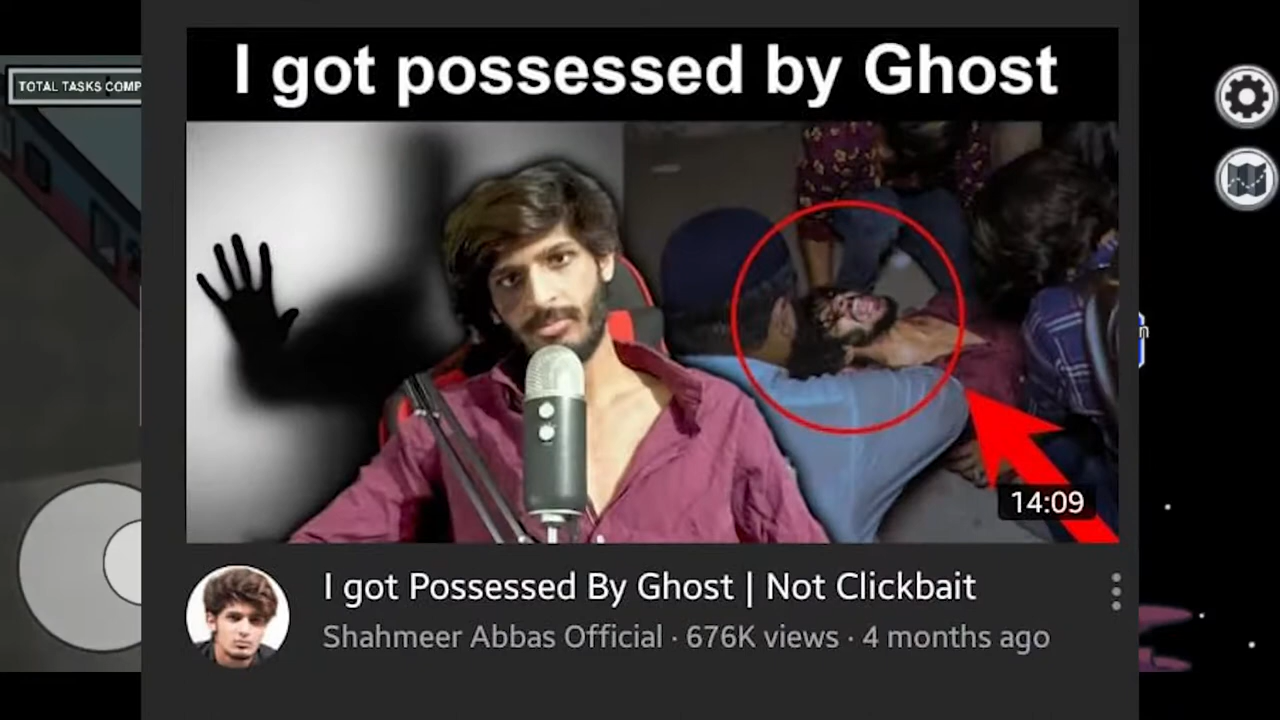 I got possessed by Ghost
TOTAL TASKS COMP
14:09
I got Possessed By Ghost | Not Clickbait
Shahmeer Abbas Official · 676K views · 4 months ago